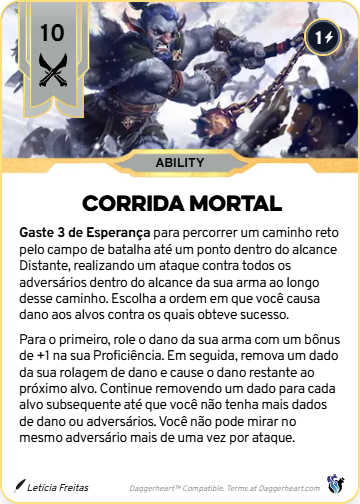 10
1
ABILITY
CORRIDA MORTAL
Gaste 3 de Esperança para percorrer um caminho reto
pelo campo de batalha até um ponto dentro do alcance
Distante, realizando um ataque contra todos os
adversários dentro do alcance da sua arma ao longo
desse caminho. Escolha a ordem em que você causa
dano aos alvos contra os quais obteve sucesso.
Para o primeiro, role o dano da sua arma com um bônus
de +1 na sua Proficiência. Em seguida, remova um dado
da sua rolagem de dano e cause o dano restante ao
próximo alvo. Continue removendo um dado para cada
alvo subsequente até que você não tenha mais dados
de dano ou adversários. Você não pode mirar no
mesmo adversário mais de uma vez por ataque.
Letícia Freitas
Daggerheart™ Compatible. Terms at Daggerheart.com